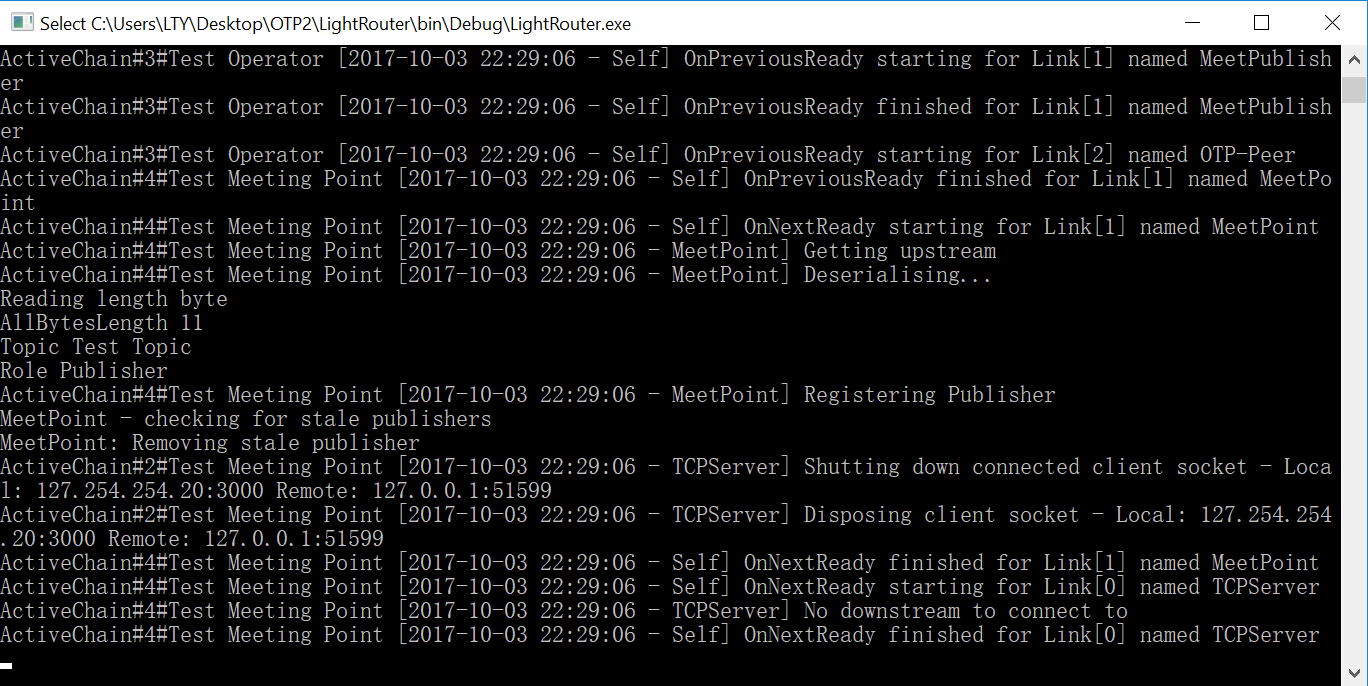 Select C:\Users\LTY\Desktop\OTP2\LightRouter\bin\Debug\LightRouter.exe
ActiveChain#3#Test Operator [2017-10-03 22:29:06 - Self] OnPreviousReady starting for Link[1] named MeetPublish
er
ActiveChain#3#Test Operator [2017-10-03 22:29:06 - Self] OnPreviousReady finished for Link[1] named MeetPublish
er
ActiveChain#3#Test Operator [2017-10-03 22:29:06 - Self] OnPreviousReady starting for Link[2] named OTP-Peer
ActiveChain#4#Test Meeting Point [2017-10-03 22:29:06 - Self] OnPreviousReady finished for Link[1] named MeetPo
int
ActiveChain#4#Test Meeting Point [2017-10-03 22:29:06 - Self] OnNextReady starting for Link[1] named MeetPoint
ActiveChain#4#Test Meeting Point [2017-10-03 22:29:06 - MeetPoint] Getting upstream
ActiveChain#4#Test Meeting Point [2017-10-03 22:29:06 - MeetPoint] Deserialising...
Reading length byte
AllBytesLength 11
Topic Test Topic
Role Publisher
ActiveChain#4#Test Meeting Point [2017-10-03 22:29:06 - MeetPoint] Registering Publisher
MeetPoint - checking for stale publishers
MeetPoint: Removing stale publisher
ActiveChain#2#Test Meeting Point [2017-10-03 22:29:06 - TCPServer] Shutting down connected client socket - Loca
l: 127.254.254.20:3000 Remote: 127.0.0.1:51599
ActiveChain#2#Test Meeting Point [2017-10-03 22:29:06 - TCPServer] Disposing client socket - Local: 127.254.254
.20:3000 Remote: 127.0.0.1:51599
ActiveChain#4#Test Meeting Point [2017-10-03 22:29:06 - Self] OnNextReady finished for Link[1] named MeetPoint
ActiveChain#4#Test Meeting Point [2017-10-03 22:29:06 - Self] OnNextReady starting for Link[0] named TCPServer
ActiveChain#4#Test Meeting Point [2017-10-03 22:29:06 - TCPServer] No downstream to connect to
ActiveChain#4#Test Meeting Point [2017-10-03 22:29:06 - Self] OnNextReady finished for Link[0] named TCPServer